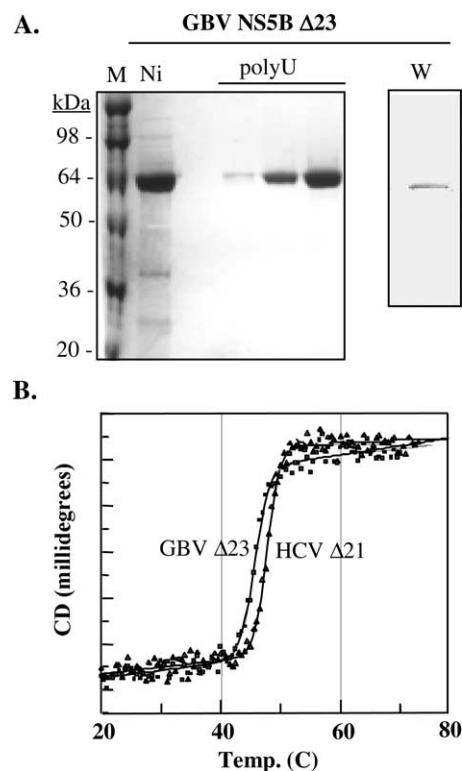 A.
GBV NS5B Δ23
M Ni polyU W
kDa
98 -
64 -
50 -
36 -
20 -
B.
CD (millidegrees)
GBV Δ23 HCV Δ21
20 40 60 80
Temp. (C)